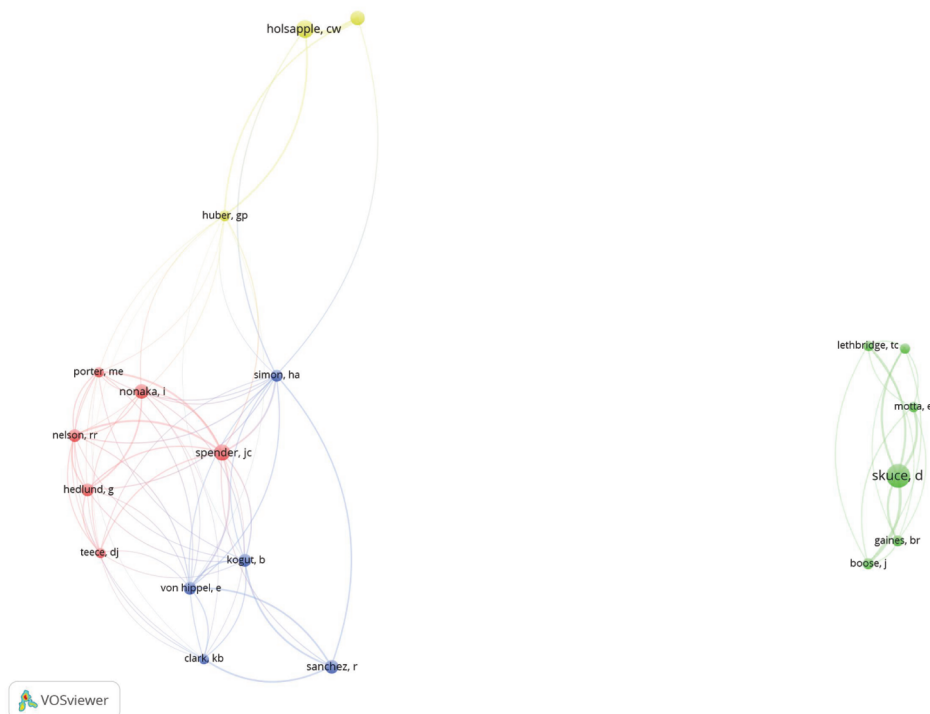 holsapple, cw
huber, gp
lethbridge, tc
porter, me
simon, ha
nonaka, i
motta, e
nelson, rr
spender, jc
skuce, d
hedlund, g
gaines, br
teece, dj
kogut, b
boose, j
von hippel, e
clark, kb
sanchez, r
VOSviewer